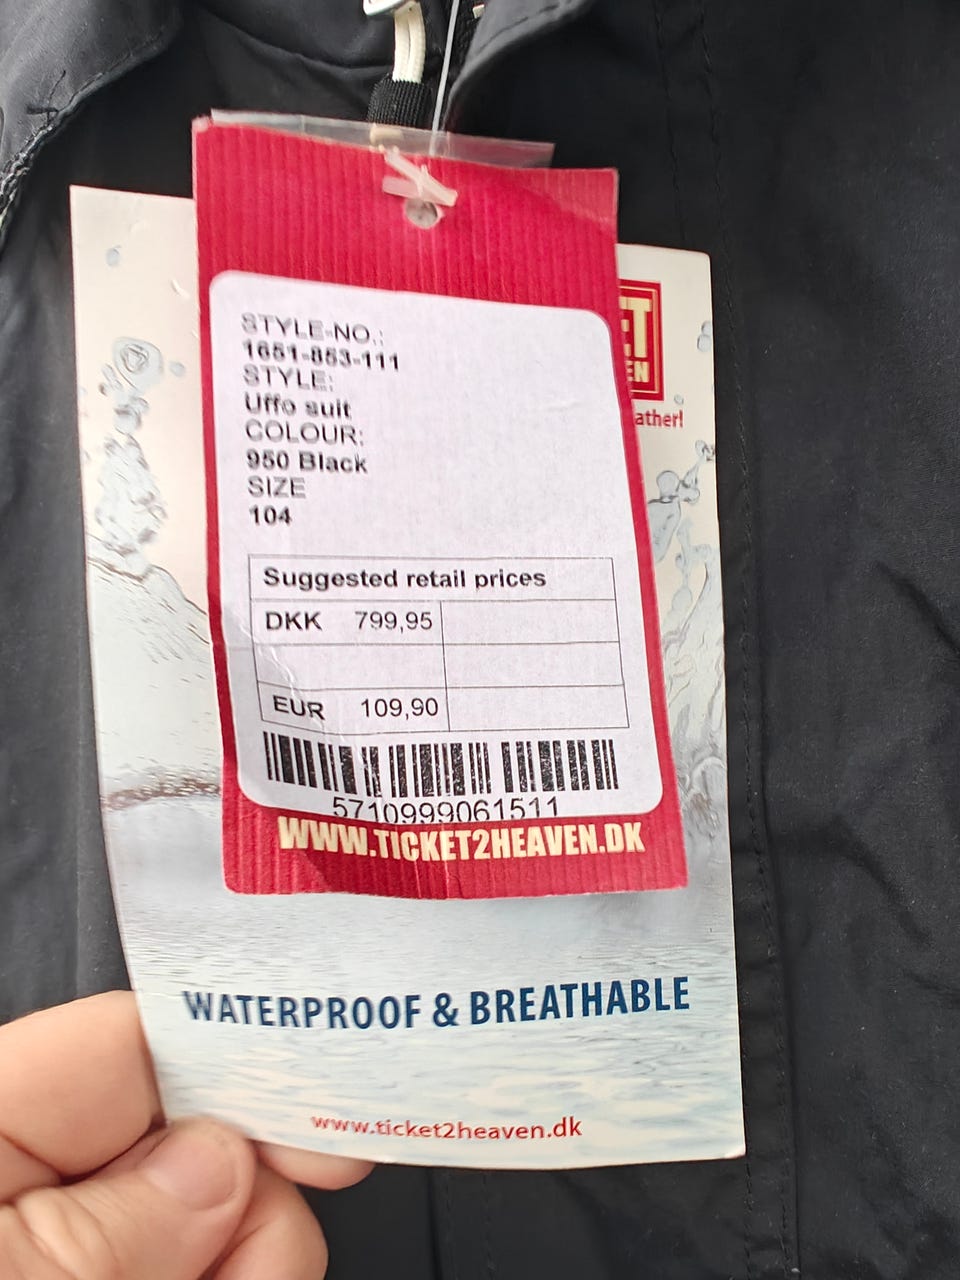 STYLE-NO.:
1651-853-111
STYLE:
Uffo suit
COLOUR:
950 Black
SIZE
104
Suggested retail prices
DKK 799,95
EUR 109,90
5710999061511
WWW.TICKET2HEAVEN.DK
WATERPROOF & BREATHABLE
www.ticket2heaven.dk